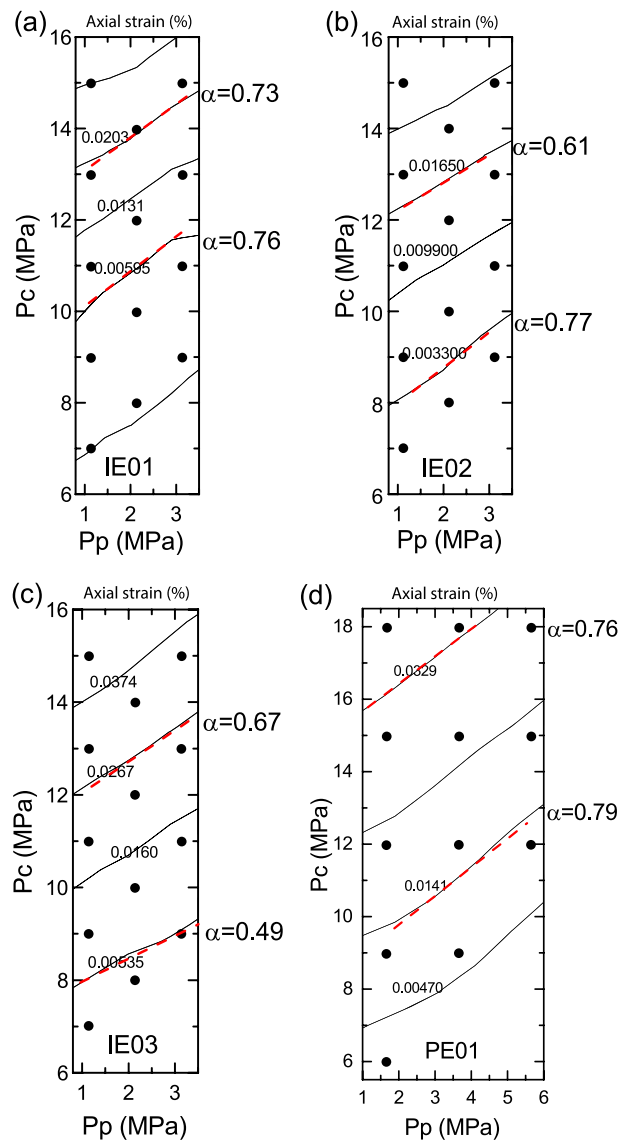 (a)
Axial strain (%)
16
14
12
10
8
6
Pc (MPa)
0.0203
0.0131
0.00595
α=0.73
α=0.76
IE01
1 2 3
Pp (MPa)
(b)
Axial strain (%)
16
14
12
10
8
6
Pc (MPa)
0.01650
0.009900
0.003300
α=0.61
α=0.77
IE02
1 2 3
Pp (MPa)
(c)
Axial strain (%)
16
14
12
10
8
6
Pc (MPa)
0.0374
0.0267
0.0160
0.00535
α=0.67
α=0.49
IE03
1 2 3
Pp (MPa)
(d)
Axial strain (%)
18
16
14
12
10
8
6
Pc (MPa)
0.0329
0.0141
0.00470
α=0.76
α=0.79
PE01
1 2 3 4 5 6
Pp (MPa)